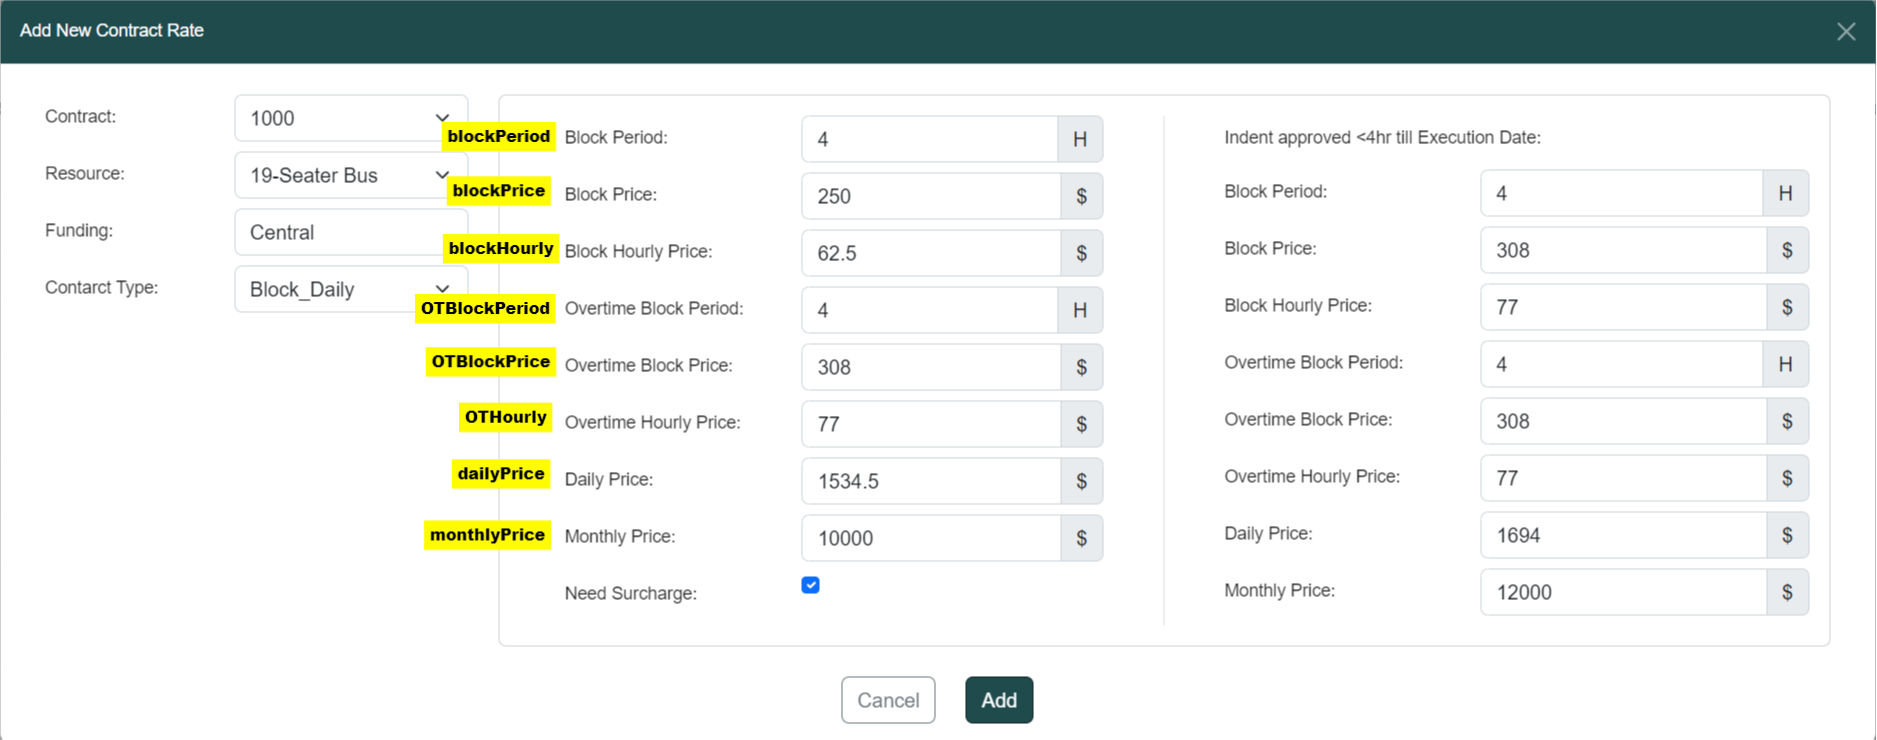 Add New Contract Rate
Contract: 1000
Resource: 19-Seater Bus
Funding: Central
Contarct Type: Block_Daily
blockPeriod Block Period: 4 H
blockPrice Block Price: 250 $
blockHourly Block Hourly Price: 62.5 $
OTBlockPeriod Overtime Block Period: 4 H
OTBlockPrice Overtime Block Price: 308 $
OTHourly Overtime Hourly Price: 77 $
dailyPrice Daily Price: 1534.5 $
monthlyPrice Monthly Price: 10000 $
Need Surcharge:
Indent approved <4hr till Execution Date:
Block Period: 4 H
Block Price: 308 $
Block Hourly Price: 77 $
Overtime Block Period: 4 H
Overtime Block Price: 308 $
Overtime Hourly Price: 77 $
Daily Price: 1694 $
Monthly Price: 12000 $
Cancel Add